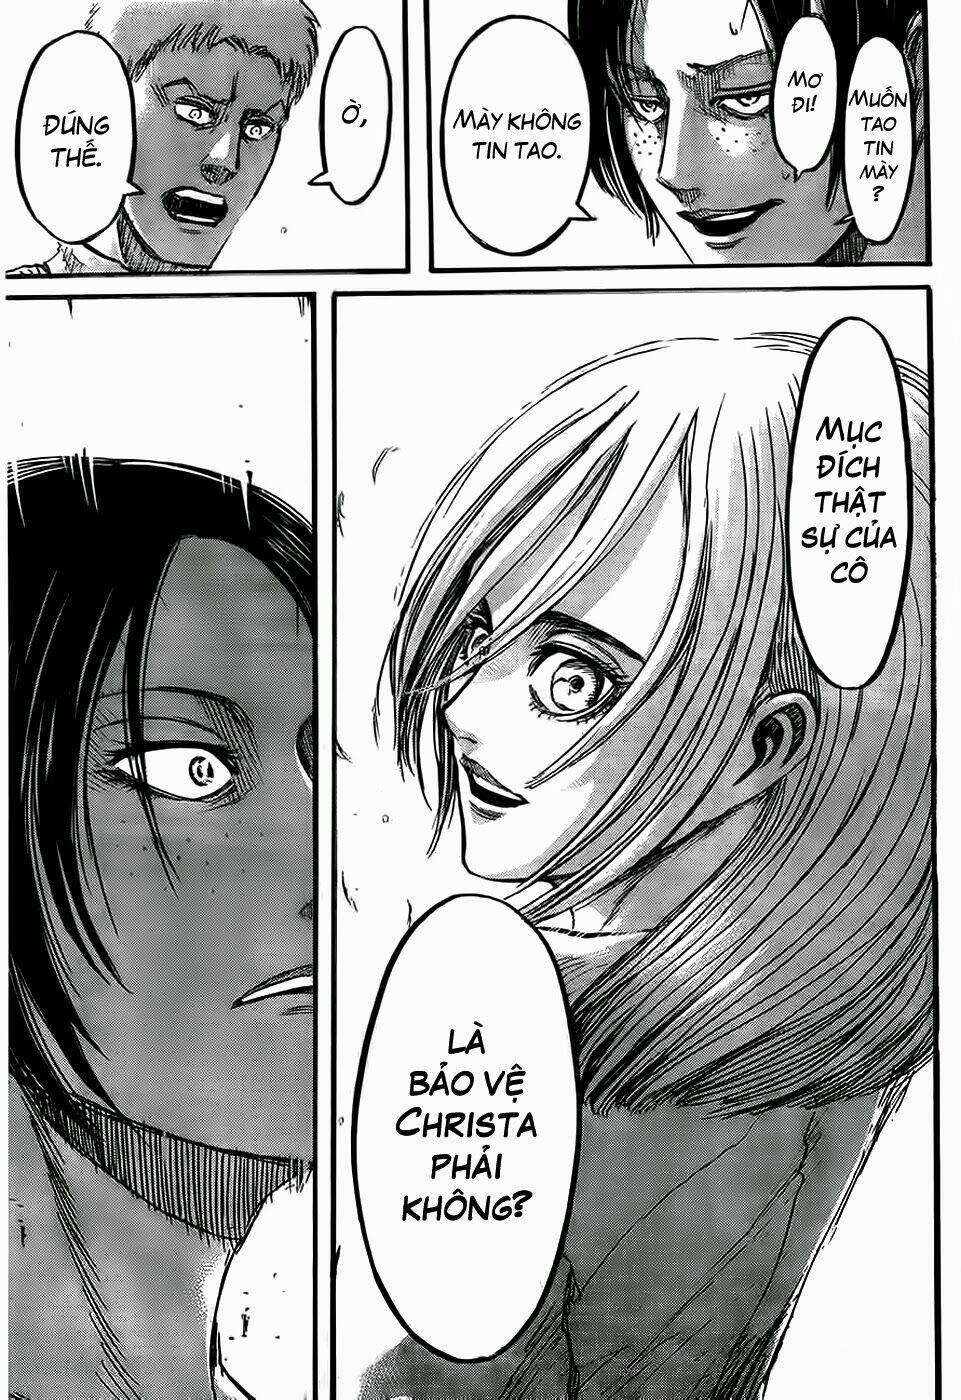 MUỐN
TAO
TIN
MÀY
?
MƠ
ĐI!
MÀY KHÔNG
TIN TAO.
Ờ,
ĐÚNG
THẾ.
MỤC
ĐÍCH
THẬT
SỰ CỦA
CÔ
LÀ
BẢO VỆ
CHRISTA
PHẢI
KHÔNG?